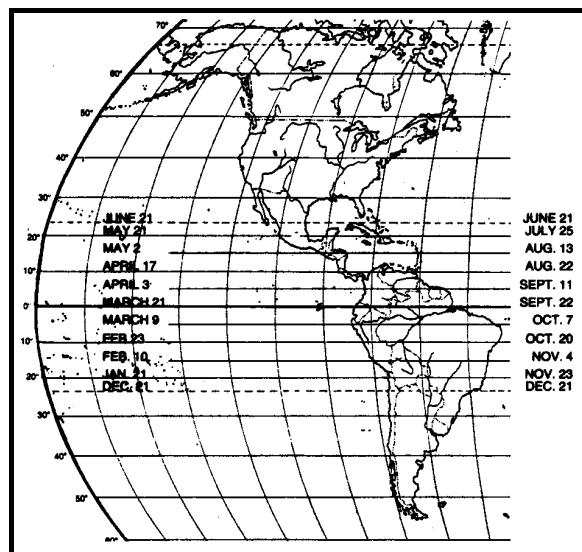 70°
60°
50°
40°
30°
JUNE 21 JUNE 21
MAY 21 JULY 25
20°
MAY 2 AUG. 13
10° APRIL 17 AUG. 22
APRIL 3 SEPT. 11
0° MARCH 21 SEPT. 22
MARCH 9 OCT. 7
10° FEB. 23 OCT. 20
FEB. 10 NOV. 4
20° JAN. 21 NOV. 23
DEC. 21 DEC. 21
30°
40°
50°
60°